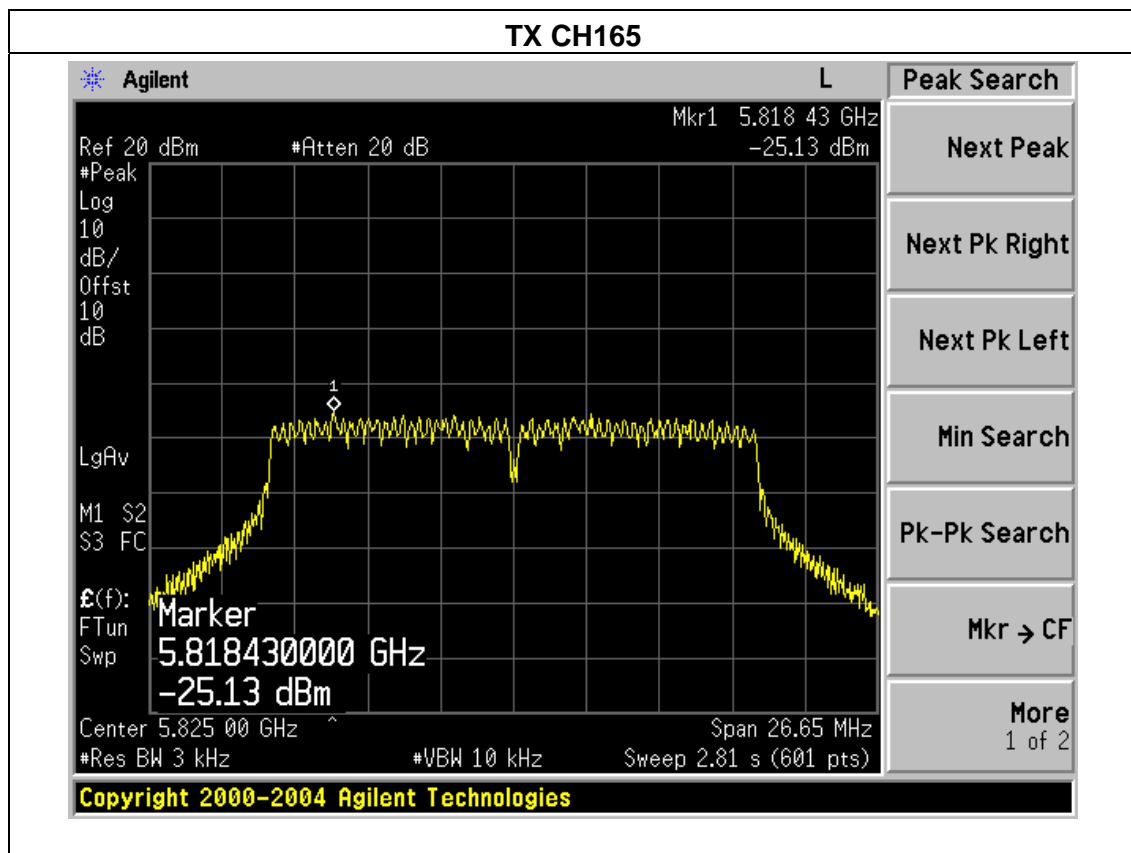 TX CH165
Agilent L Peak Search
Mkr1 5.818 43 GHz
Ref 20 dBm #Atten 20 dB -25.13 dBm
#Peak
Log
10
dB/
Offst
10
dB
1
LgAv
M1 S2
S3 FC
£(f):
FTun
Swp
Marker
5.818430000 GHz
-25.13 dBm
Center 5.825 00 GHz ^ Span 26.65 MHz
#Res BW 3 kHz #VBW 10 kHz Sweep 2.81 s (601 pts)
Next Peak
Next Pk Right
Next Pk Left
Min Search
Pk-Pk Search
Mkr → CF
More
1 of 2
Copyright 2000-2004 Agilent Technologies